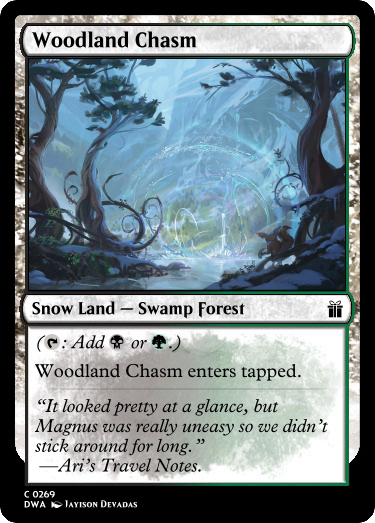 Woodland Chasm
Snow Land — Swamp Forest
(: Add or .)
Woodland Chasm enters tapped.
“It looked pretty at a glance, but
Magnus was really uneasy so we didn’t
stick around for long.”
—Ari’s Travel Notes.
C 0269
DWA Jayison Devadas